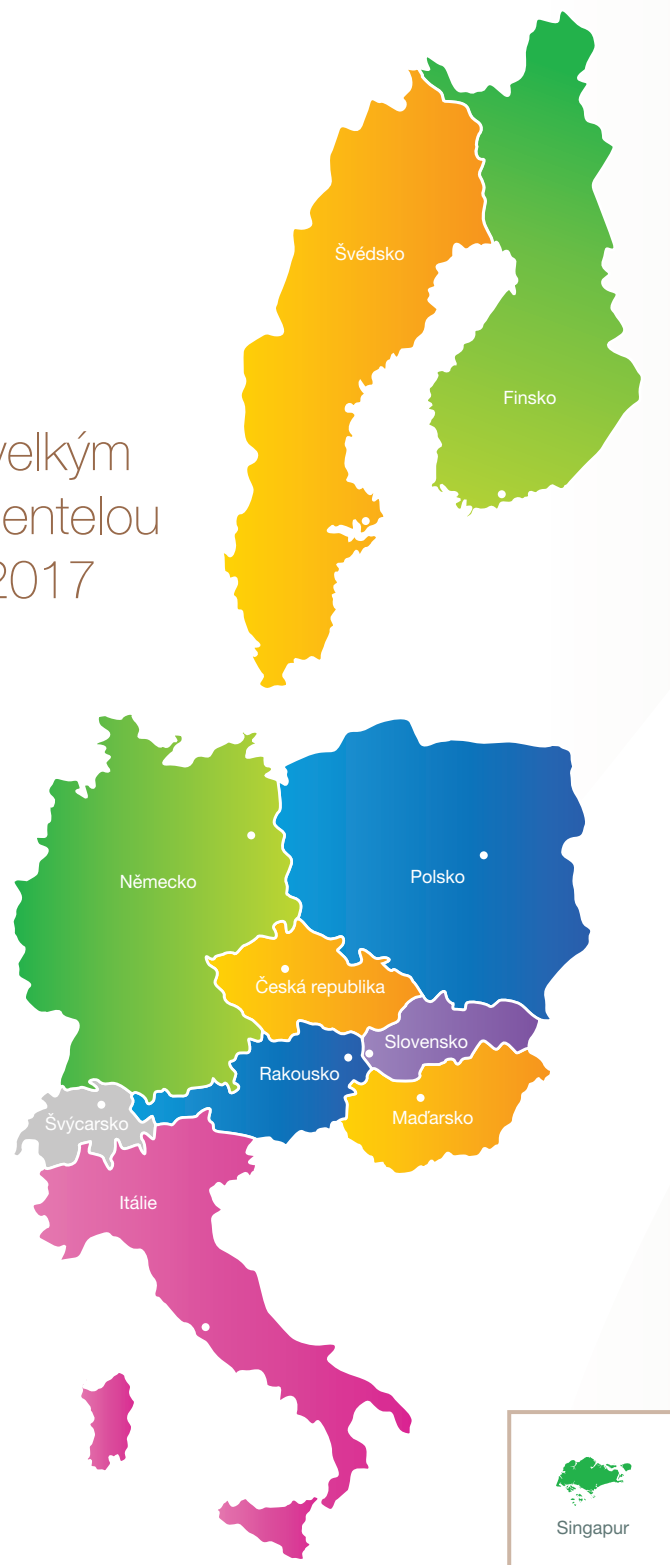 Švédsko
Finsko
velkým
entelou
2017
Německo
Polsko
Česká republika
Slovensko
Rakousko
Maďarsko
Švýcarsko
Itálie
Singapur